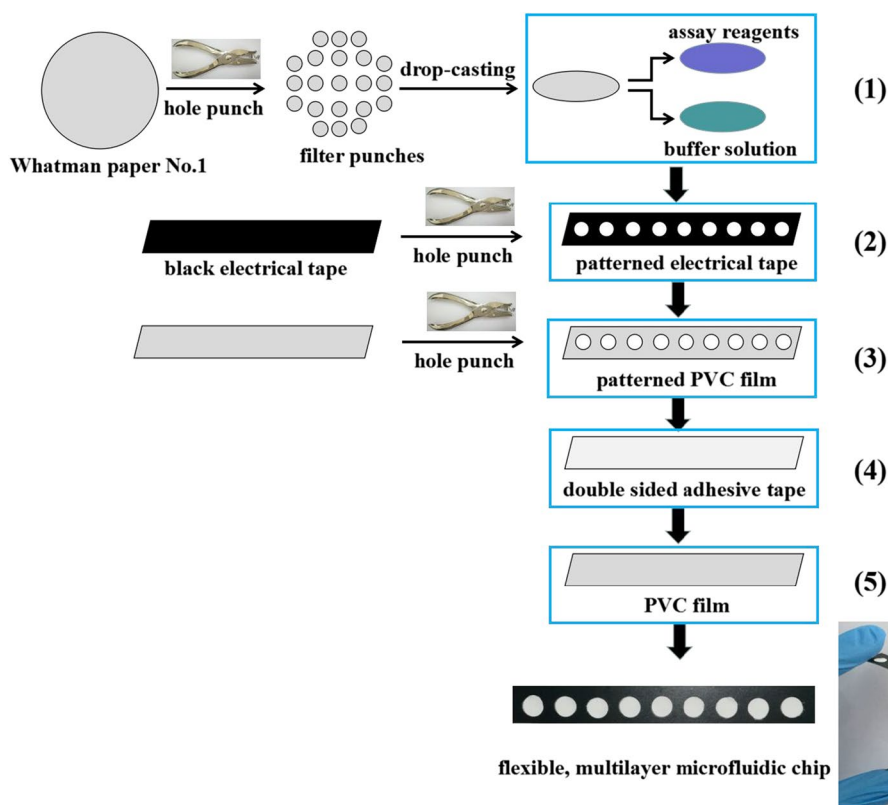 assay reagents
hole punch
drop-casting
(1)
Whatman paper No.1
filter punches
buffer solution
black electrical tape
hole punch
patterned electrical tape
(2)
hole punch
patterned PVC film
(3)
double sided adhesive tape
(4)
PVC film
(5)
flexible, multilayer microfluidic chip